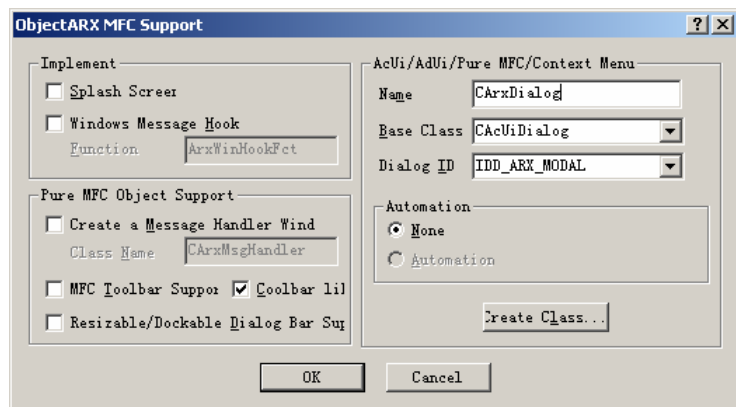 ObjectARX MFC Support
Implement
Splash Screen
Windows Message Hook
Function ArxWinHookFct
Pure MFC Object Support
Create a Message Handler Wind
Class Name CArxMsgHandler
MFC Toolbar Suppor Coolbar lil
Resizable/Dockable Dialog Bar Sup
AcUi/AdUi/Pure MFC/Context Menu
Name CArxDialog
Base Class CAcUiDialog
Dialog ID IDD_ARX_MODAL
Automation
None
Automation
Create Class...
OK Cancel